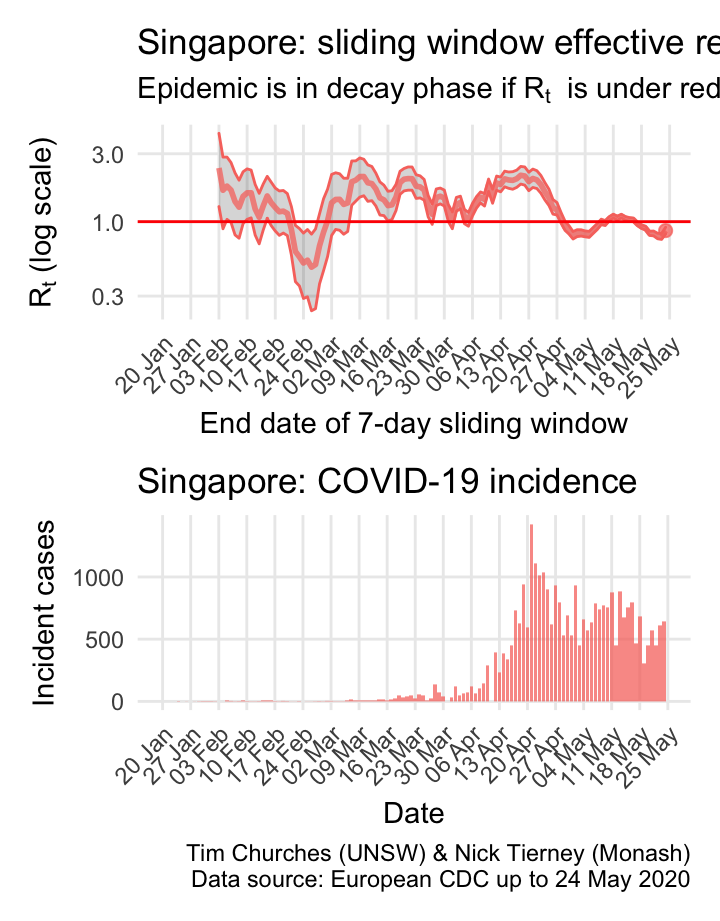 Singapore: sliding window effective re
Epidemic is in decay phase if Rt is under red
Rt (log scale)
3.0
1.0
0.3
20 Jan
27 Jan
03 Feb
10 Feb
17 Feb
24 Feb
02 Mar
09 Mar
16 Mar
23 Mar
30 Mar
06 Apr
13 Apr
20 Apr
27 Apr
04 May
11 May
18 May
25 May
End date of 7-day sliding window
Singapore: COVID-19 incidence
Incident cases
1000
500
0
20 Jan
27 Jan
03 Feb
10 Feb
17 Feb
24 Feb
02 Mar
09 Mar
16 Mar
23 Mar
30 Mar
06 Apr
13 Apr
20 Apr
27 Apr
04 May
11 May
18 May
25 May
Date
Tim Churches (UNSW) & Nick Tierney (Monash)
Data source: European CDC up to 24 May 2020